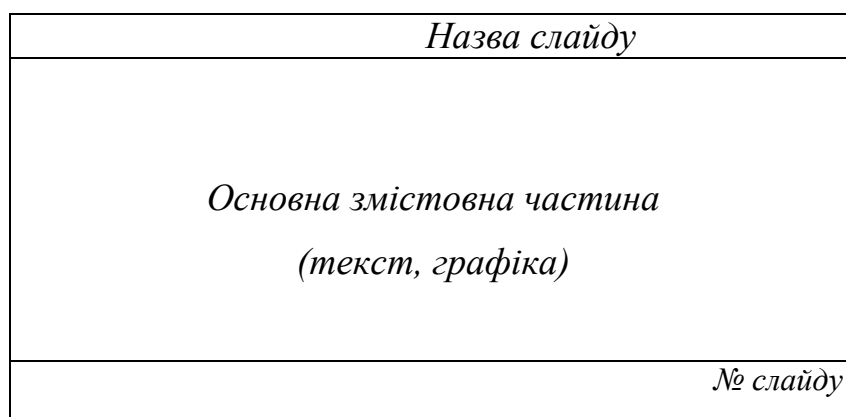 Назва слайду
Основна змістовна частина
(текст, графіка)
№ слайду